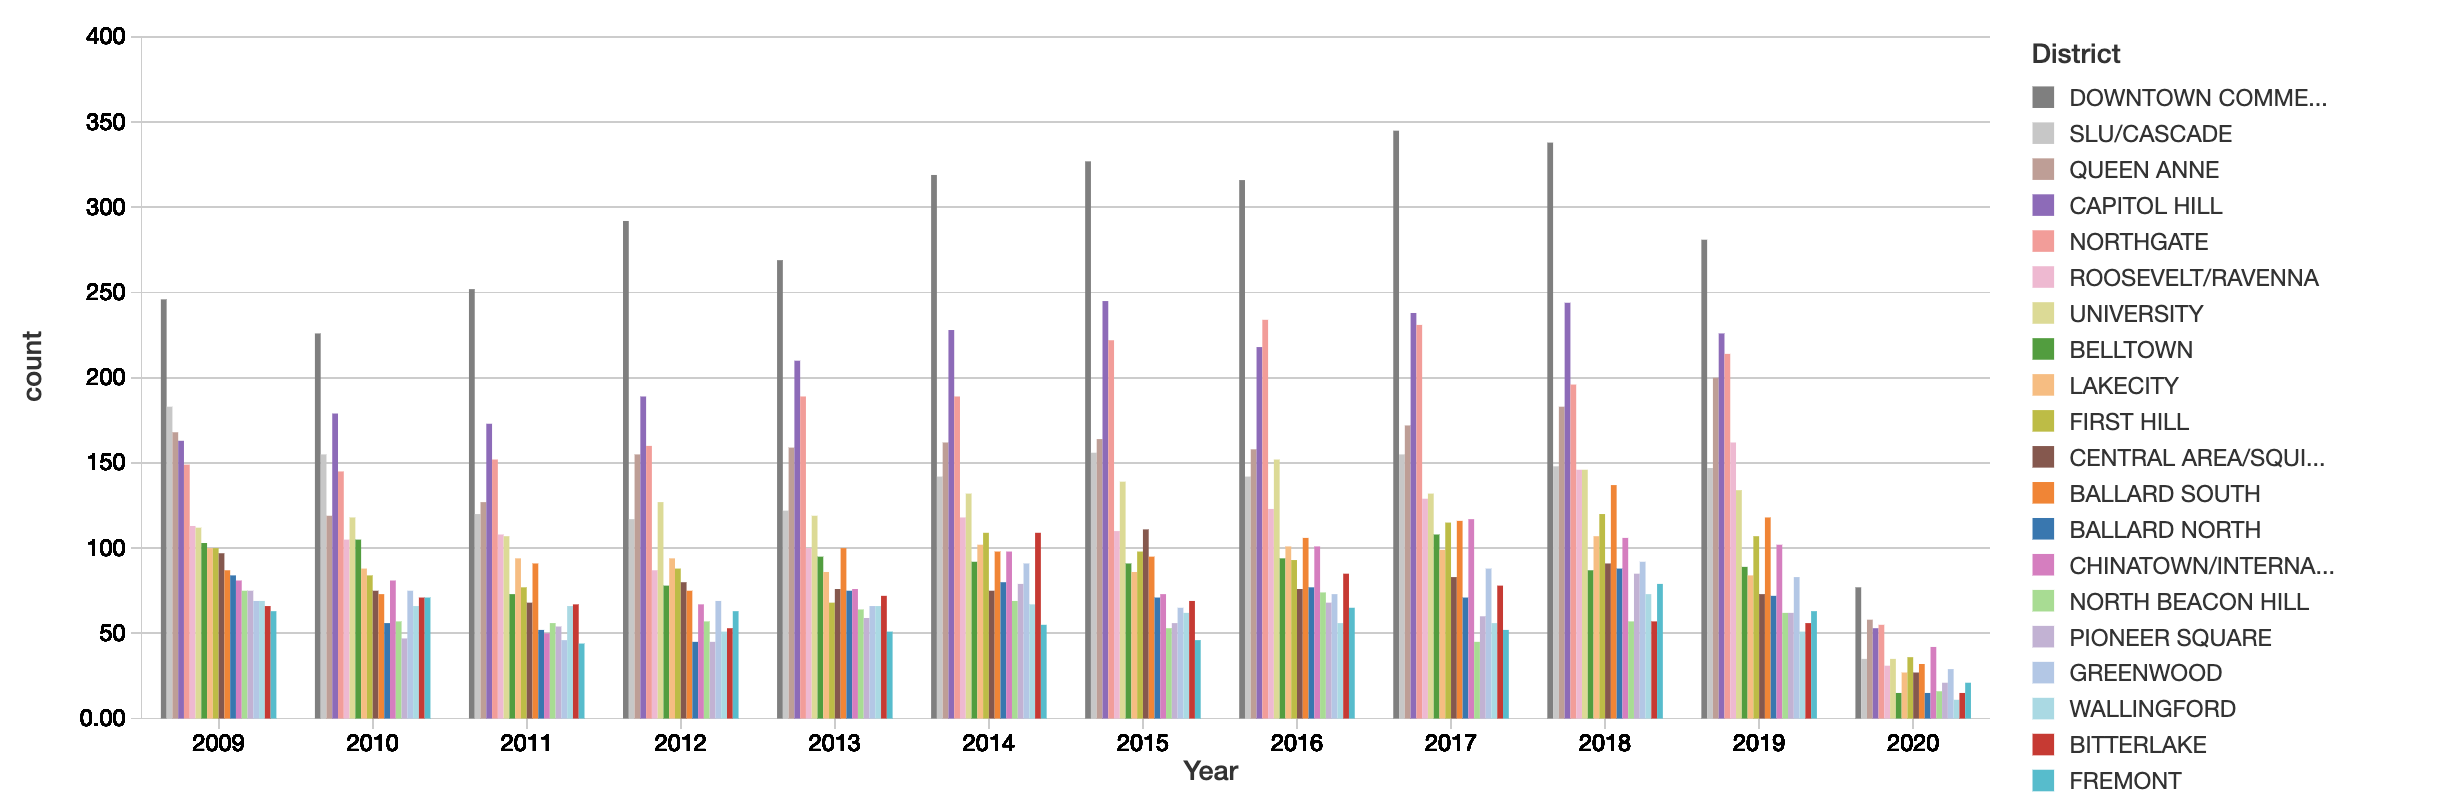 400
350
300
250
200
150
100
50
0.00
count
2009 2010 2011 2012 2013 2014 2015 2016 2017 2018 2019 2020
Year
District
DOWNTOWN COMME...
SLU/CASCADE
QUEEN ANNE
CAPITOL HILL
NORTHGATE
ROOSEVELT/RAVENNA
UNIVERSITY
BELLTOWN
LAKECITY
FIRST HILL
CENTRAL AREA/SQUI...
BALLARD SOUTH
BALLARD NORTH
CHINATOWN/INTERNA...
NORTH BEACON HILL
PIONEER SQUARE
GREENWOOD
WALLINGFORD
BITTERLAKE
FREMONT